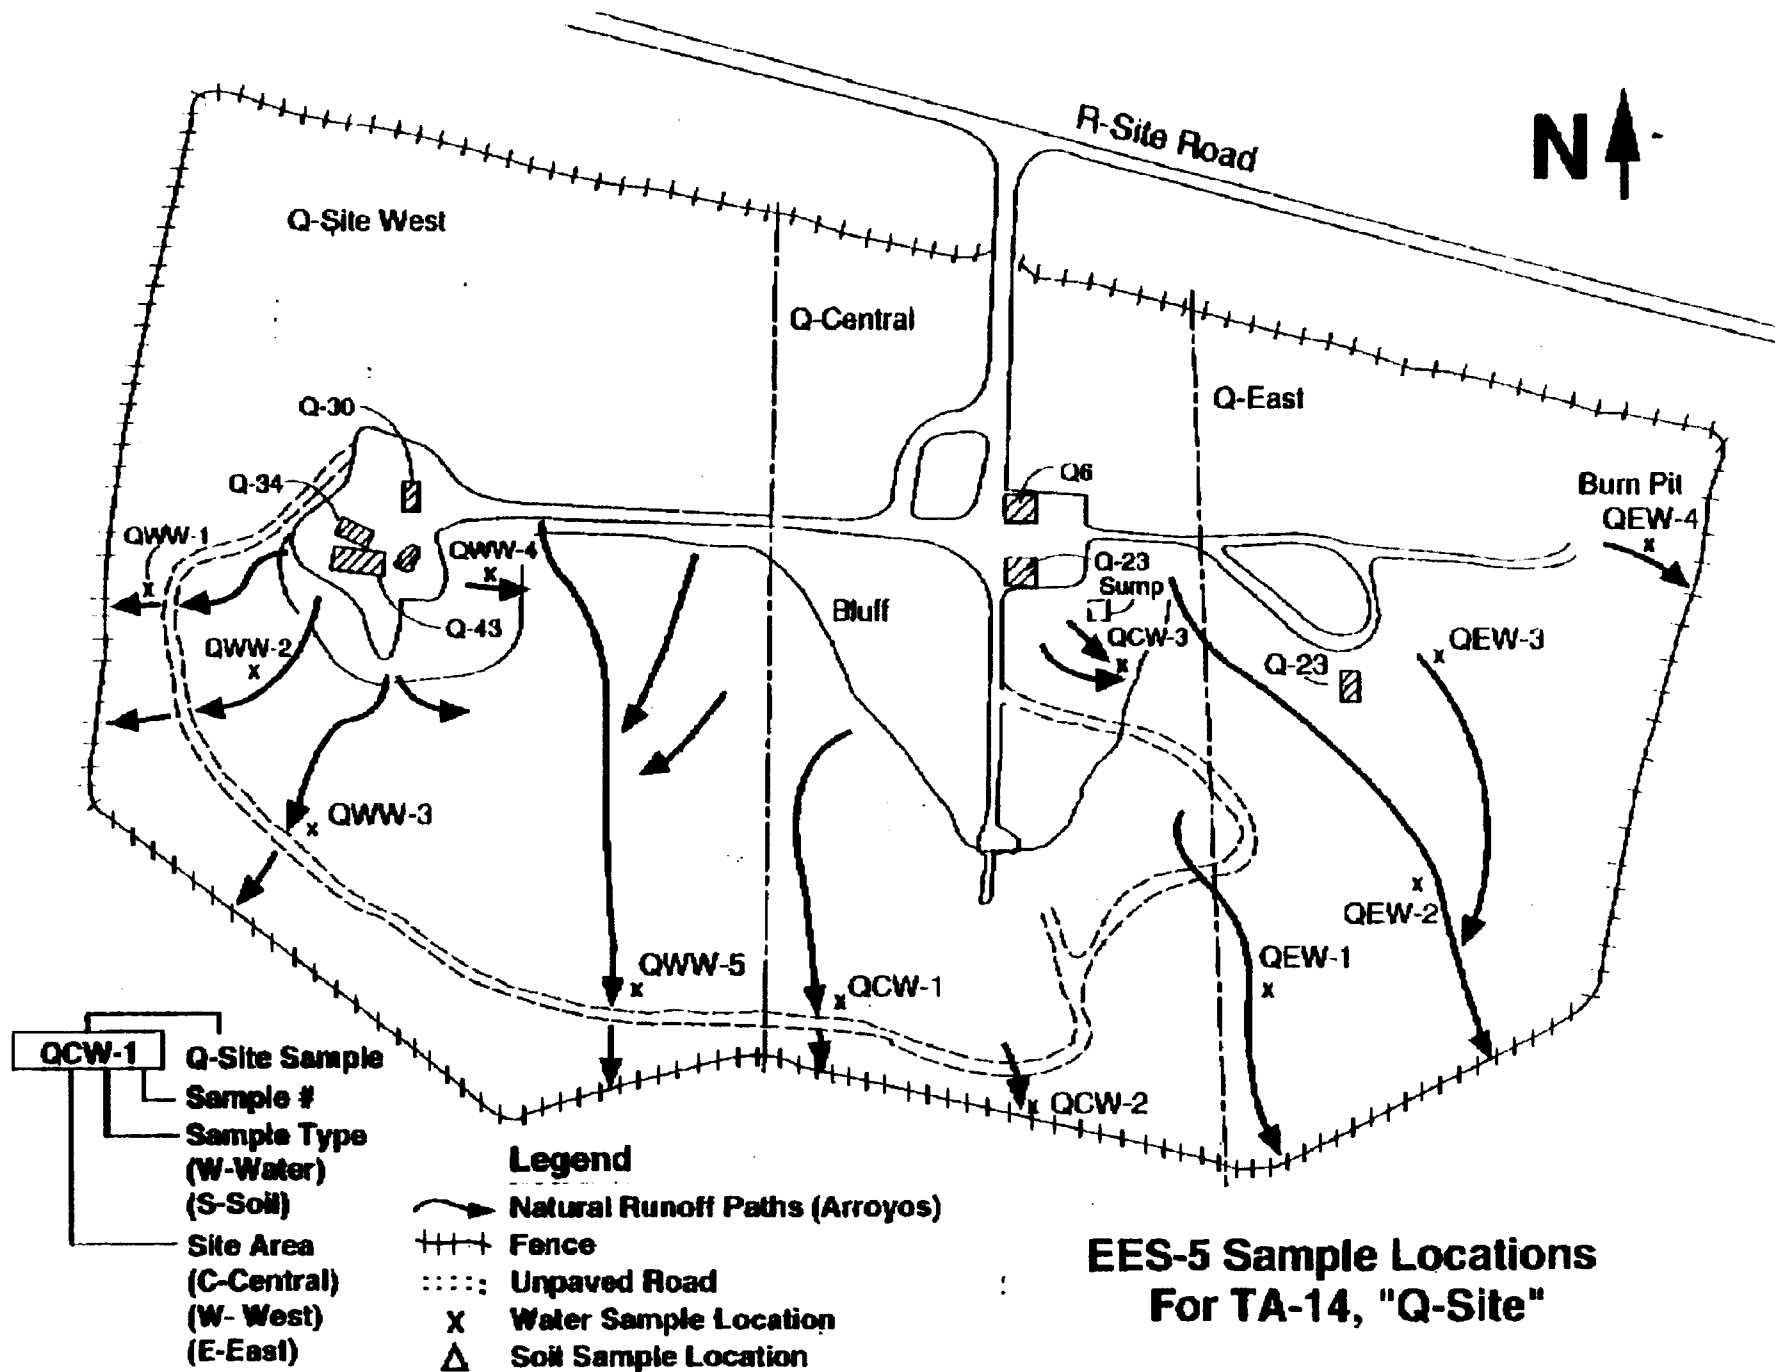 R-Site Road
N
Q-Site West
Q-Central
Q-East
Q-30
Q-34
Q6
Burn Pit
QEW-4
QWW-1
QWW-4
Q-23
Sump
Bluff
Q-43
QCW-3
QWW-2
Q-23
QEW-3
QWW-3
QEW-2
QWW-5
QCW-1
QEW-1
QCW-2
QCW-1
Q-Site Sample
Sample #
Sample Type
(W-Water)
(S-Soil)
Site Area
(C-Central)
(W- West)
(E-East)
Legend
Natural Runoff Paths (Arroyos)
Fence
Unpaved Road
X Water Sample Location
Δ Soil Sample Location
EES-5 Sample Locations
For TA-14, "Q-Site"